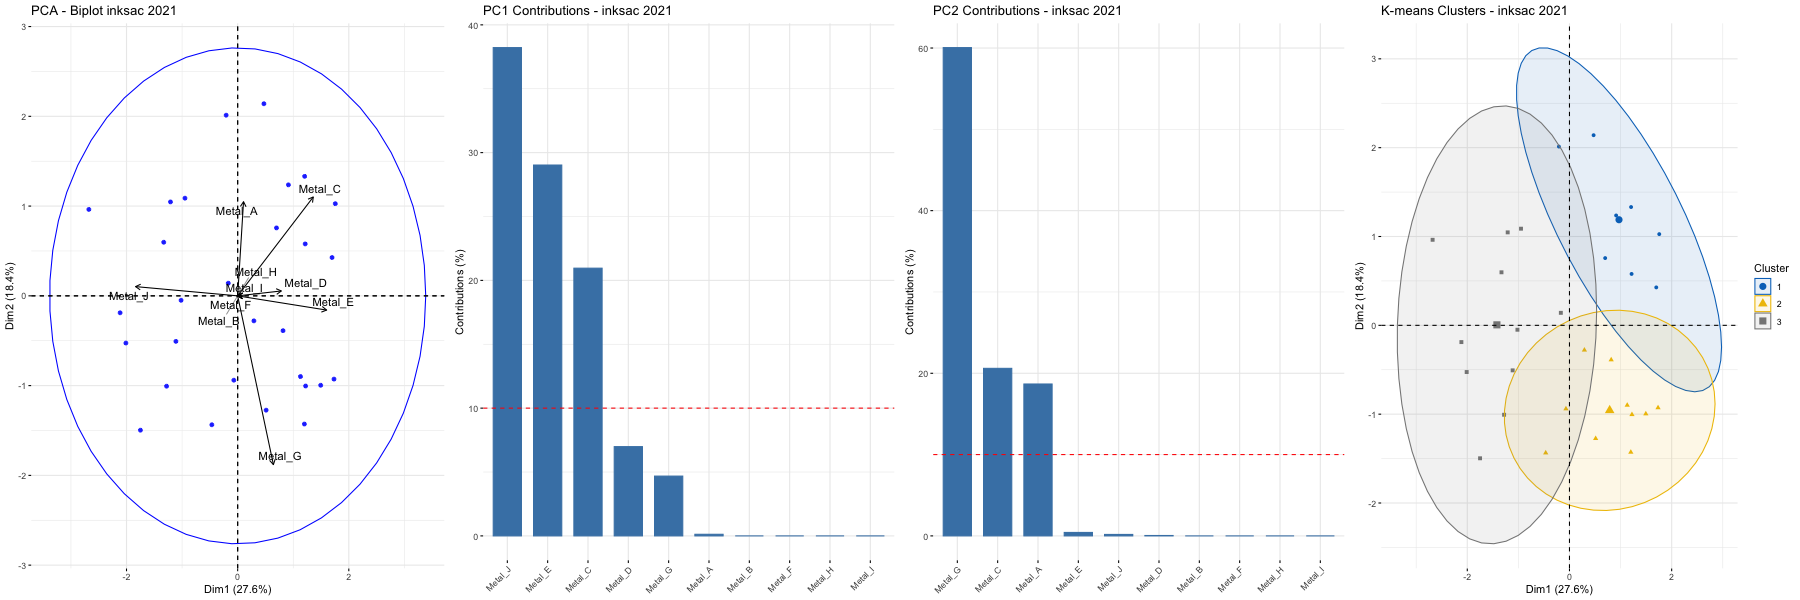 PCA - Biplot inksac 2021
Dim2 (18.4%)
3
2
1
0
-1
-2
-3
Metal_C
Metal_A
Metal_H
Metal_D
Metal_I
Metal_J
Metal_E
Metal_F
Metal_B
Metal_G
-2
0
2
Dim1 (27.6%)
PC1 Contributions - inksac 2021
Contributions (%)
40
30
20
10
0
Metal_J
Metal_E
Metal_C
Metal_D
Metal_G
Metal_A
Metal_B
Metal_F
Metal_H
Metal_I
PC2 Contributions - inksac 2021
Contributions (%)
60
40
20
0
Metal_G
Metal_C
Metal_A
Metal_E
Metal_J
Metal_D
Metal_B
Metal_F
Metal_H
Metal_I
K-means Clusters - inksac 2021
Dim2 (18.4%)
3
2
1
0
-1
-2
-2
0
2
Dim1 (27.6%)
Cluster
1
2
3